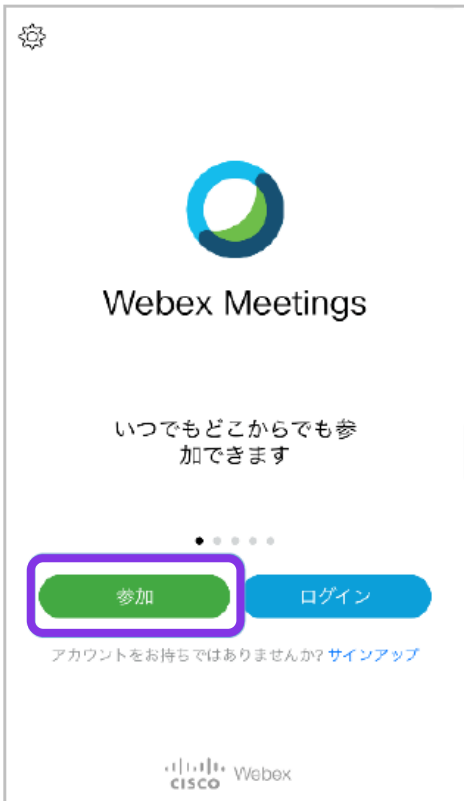 Webex Meetings
いつでもどこからでも参
加できます
参加
ログイン
アカウントをお持ちではありませんか? サインアップ
CISCO Webex